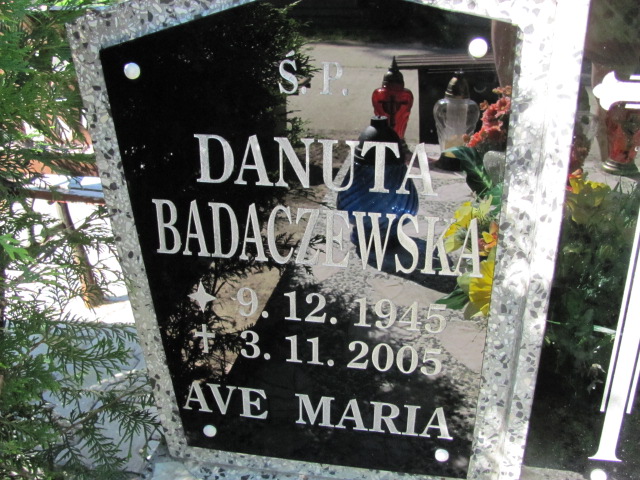 Ś. P.
DANUTA
BADACZEWSKA
9. 12. 1945
3. 11. 2005
AVE MARIA